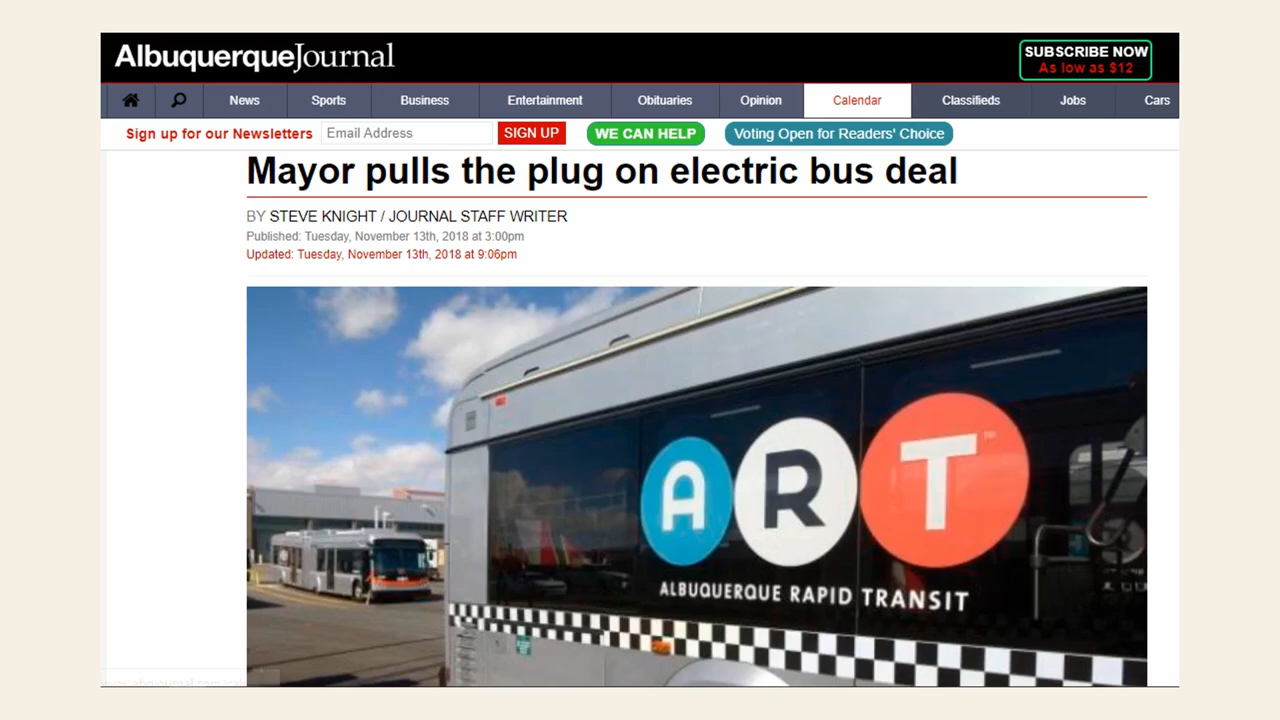 AlbuquerqueJournal
SUBSCRIBE NOW
As low as $12
News Sports Business Entertainment Obituaries Opinion Calendar Classifieds Jobs Cars
Sign up for our Newsletters Email Address SIGN UP WE CAN HELP Voting Open for Readers' Choice
Mayor pulls the plug on electric bus deal
BY STEVE KNIGHT / JOURNAL STAFF WRITER
Published: Tuesday, November 13th, 2018 at 3:00pm
Updated: Tuesday, November 13th, 2018 at 9:06pm
ART™
ALBUQUERQUE RAPID TRANSIT